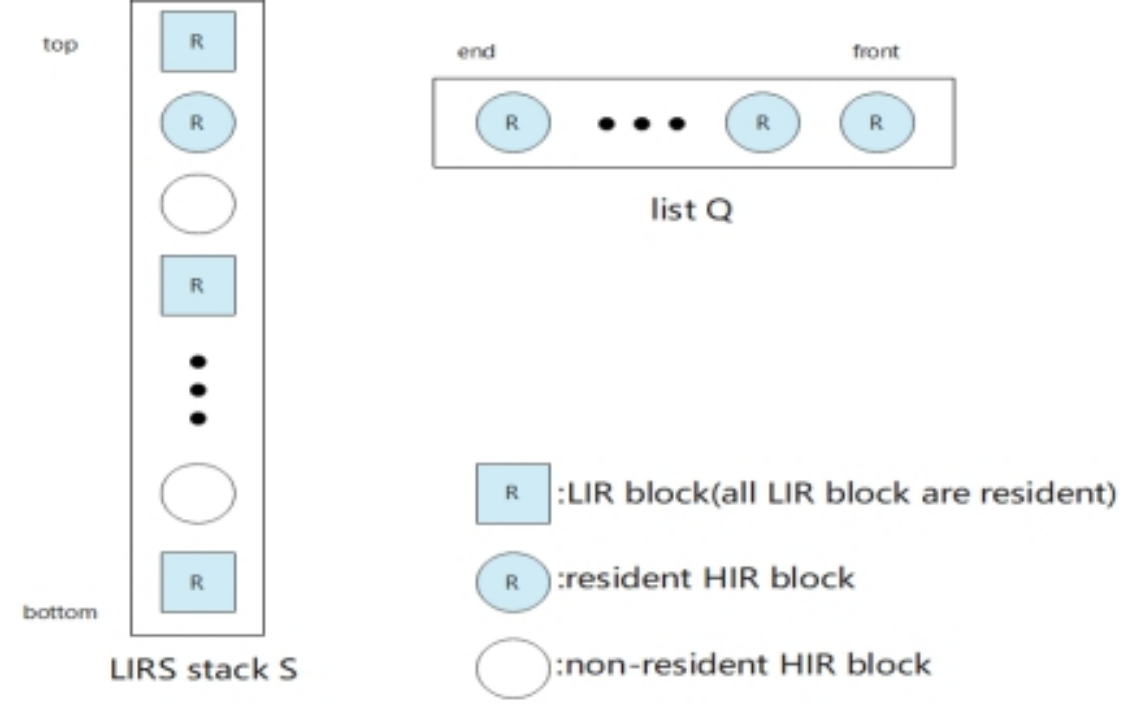 top
R
R
R
R
bottom
LIRS stack S
end
front
R
R
R
list Q
R :LIR block(all LIR block are resident)
R :resident HIR block
:non-resident HIR block